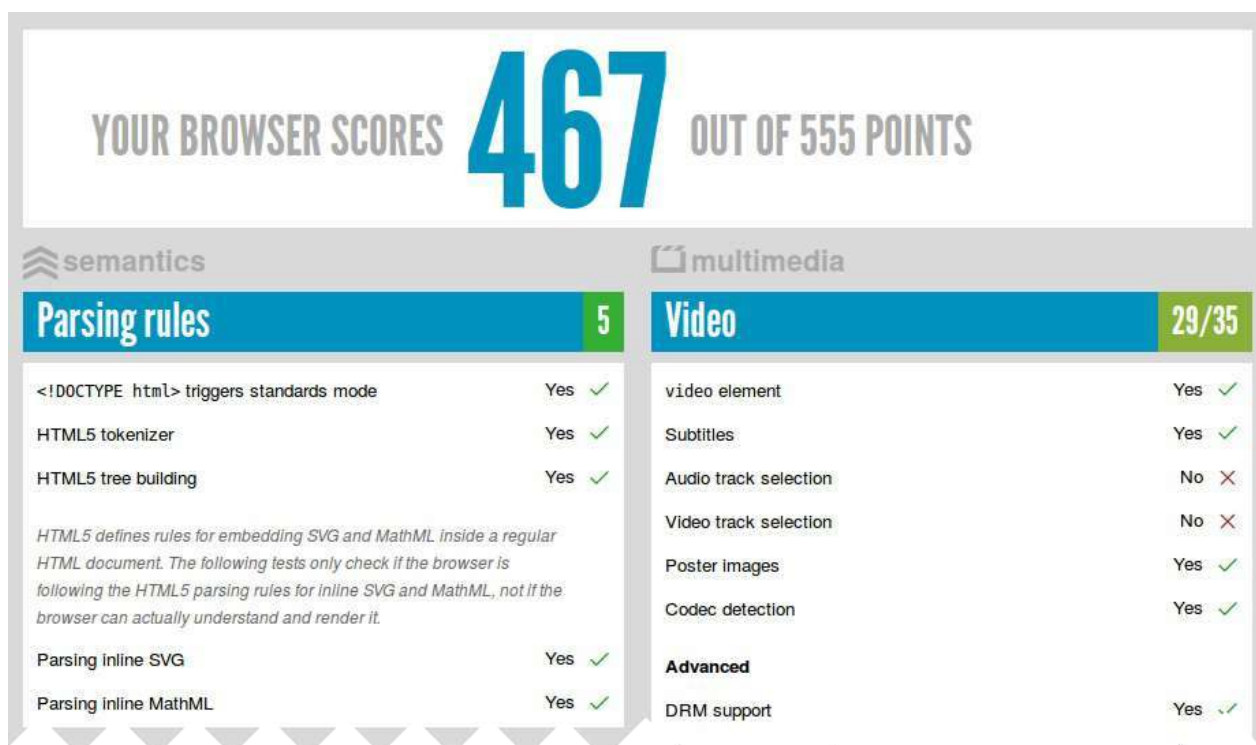 YOUR BROWSER SCORES 467 OUT OF 555 POINTS
semantics
Parsing rules 5
<!DOCTYPE html> triggers standards mode Yes
HTML5 tokenizer Yes
HTML5 tree building Yes
HTML5 defines rules for embedding SVG and MathML inside a regular
HTML document. The following tests only check if the browser is
following the HTML5 parsing rules for inline SVG and MathML, not if the
browser can actually understand and render it.
Parsing inline SVG Yes
Parsing inline MathML Yes
multimedia
Video 29/35
video element Yes
Subtitles Yes
Audio track selection No
Video track selection No
Poster images Yes
Codec detection Yes
Advanced
DRM support Yes